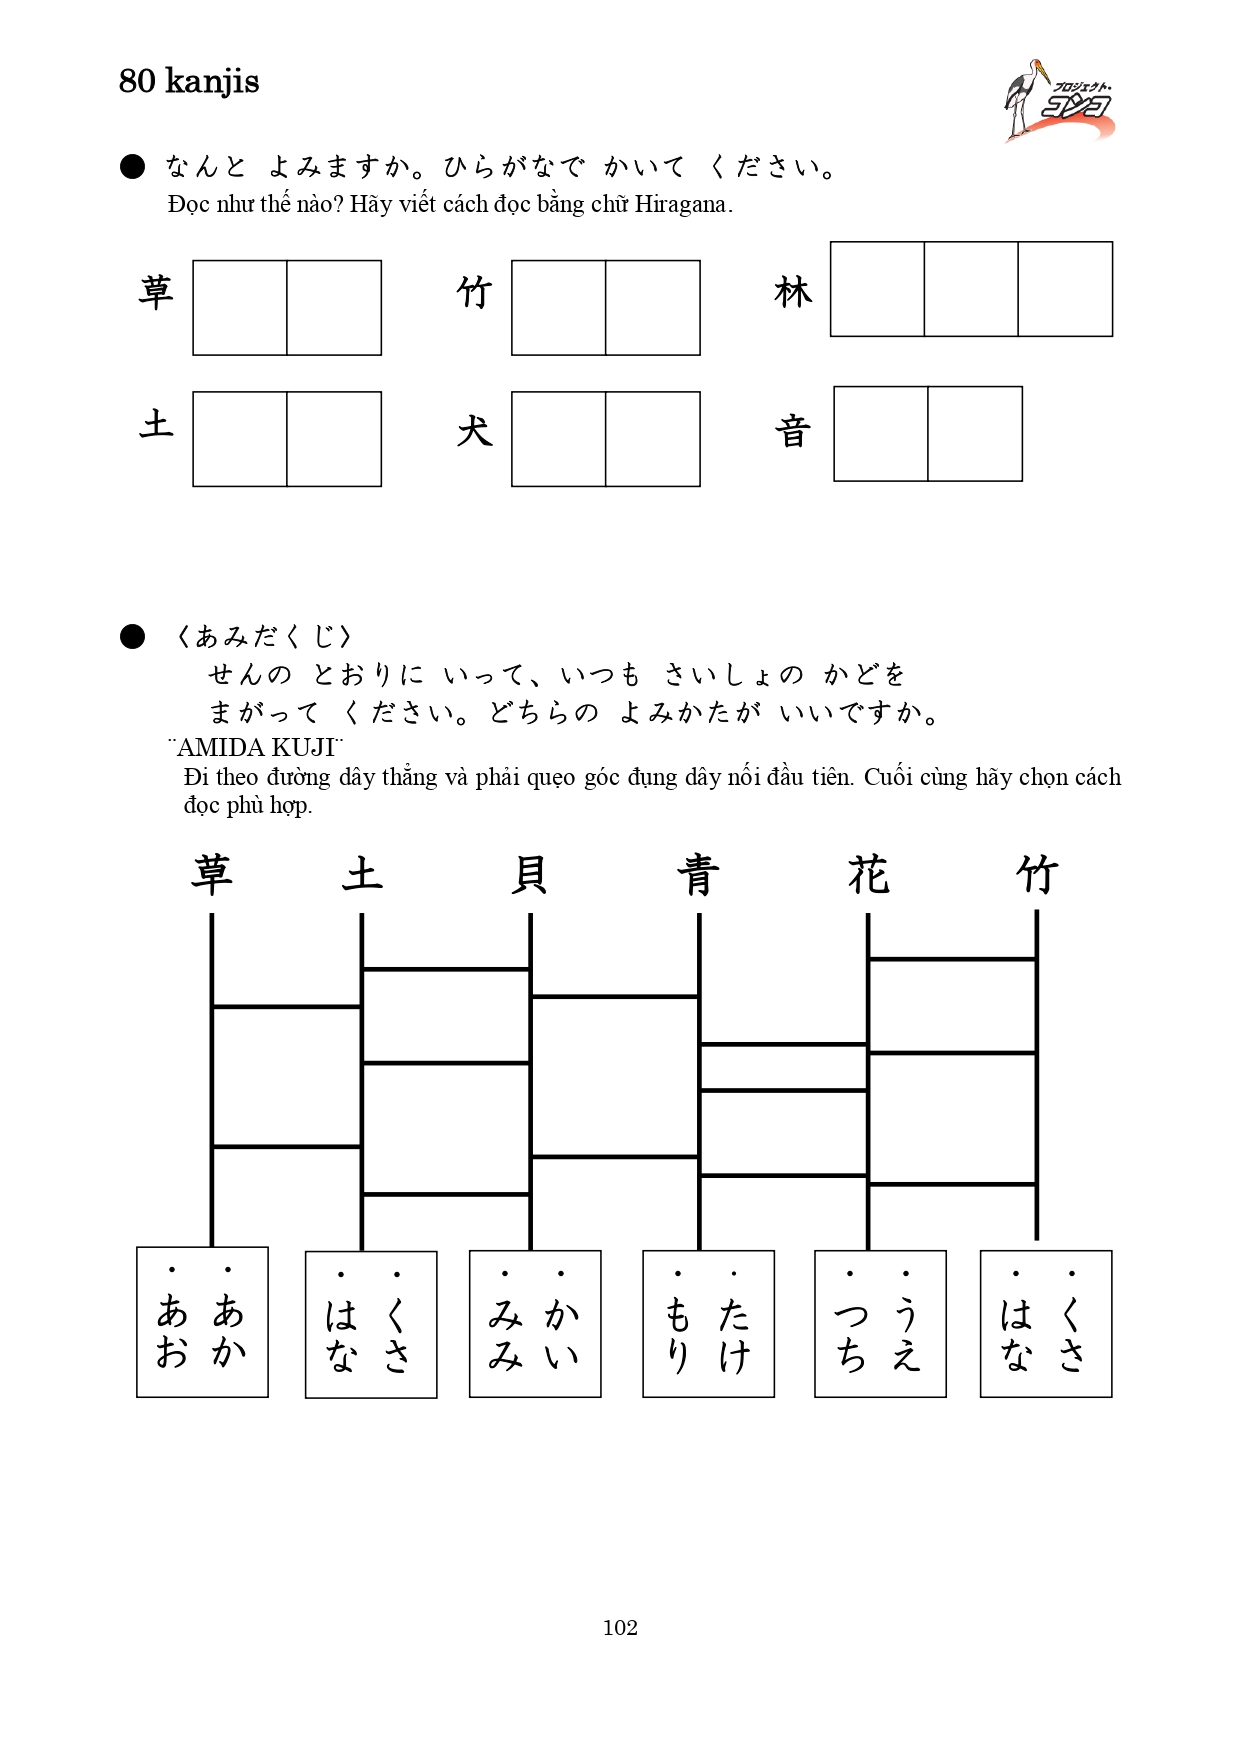 80 kanjis
プロジェクト・
コンコ
● なんと よみますか。ひらがなで かいて ください。
Đọc như thế nào? Hãy viết cách đọc bằng chữ Hiragana.
草 竹 林
土 犬 音
● 〈あみだくじ〉
せんの とおりに いって、いつも さいしょの かどを
まがって ください。どちらの よみかたが いいですか。
¨AMIDA KUJI¨
Đi theo đường dây thẳng và phải quẹo góc đụng dây nối đầu tiên. Cuối cùng hãy chọn cách
đọc phù hợp.
草 土 貝 青 花 竹
・あか
・あお
・くさ
・はな
・かい
・みみ
・たけ
・もり
・うえ
・つち
・くさ
・はな
102